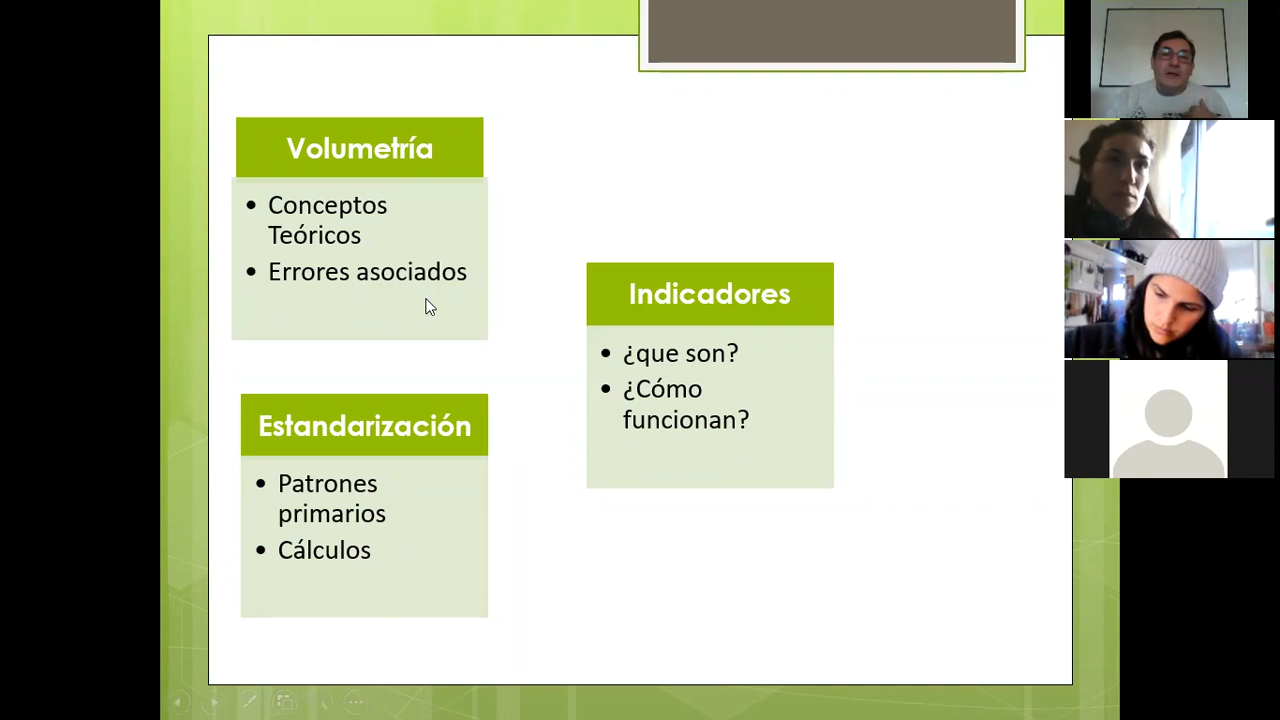 Volumetría
• Conceptos
Teóricos
• Errores asociados
Estandarización
• Patrones
primarios
• Cálculos
Indicadores
• ¿que son?
• ¿Cómo
funcionan?